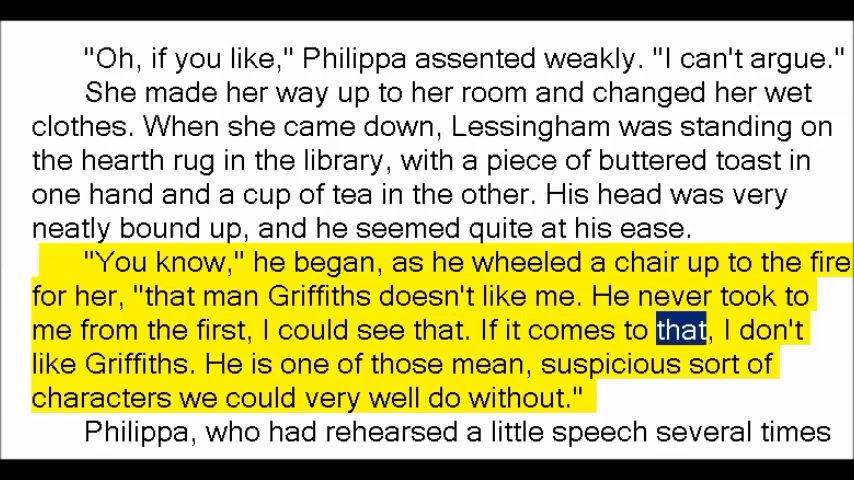 "Oh, if you like," Philippa assented weakly. "I can't argue."
She made her way up to her room and changed her wet
clothes. When she came down, Lessingham was standing on
the hearth rug in the library, with a piece of buttered toast in
one hand and a cup of tea in the other. His head was very
neatly bound up, and he seemed quite at his ease.
"You know," he began, as he wheeled a chair up to the fire
for her, "that man Griffiths doesn't like me. He never took to
me from the first, I could see that. If it comes to that, I don't
like Griffiths. He is one of those mean, suspicious sort of
characters we could very well do without."
Philippa, who had rehearsed a little speech several times